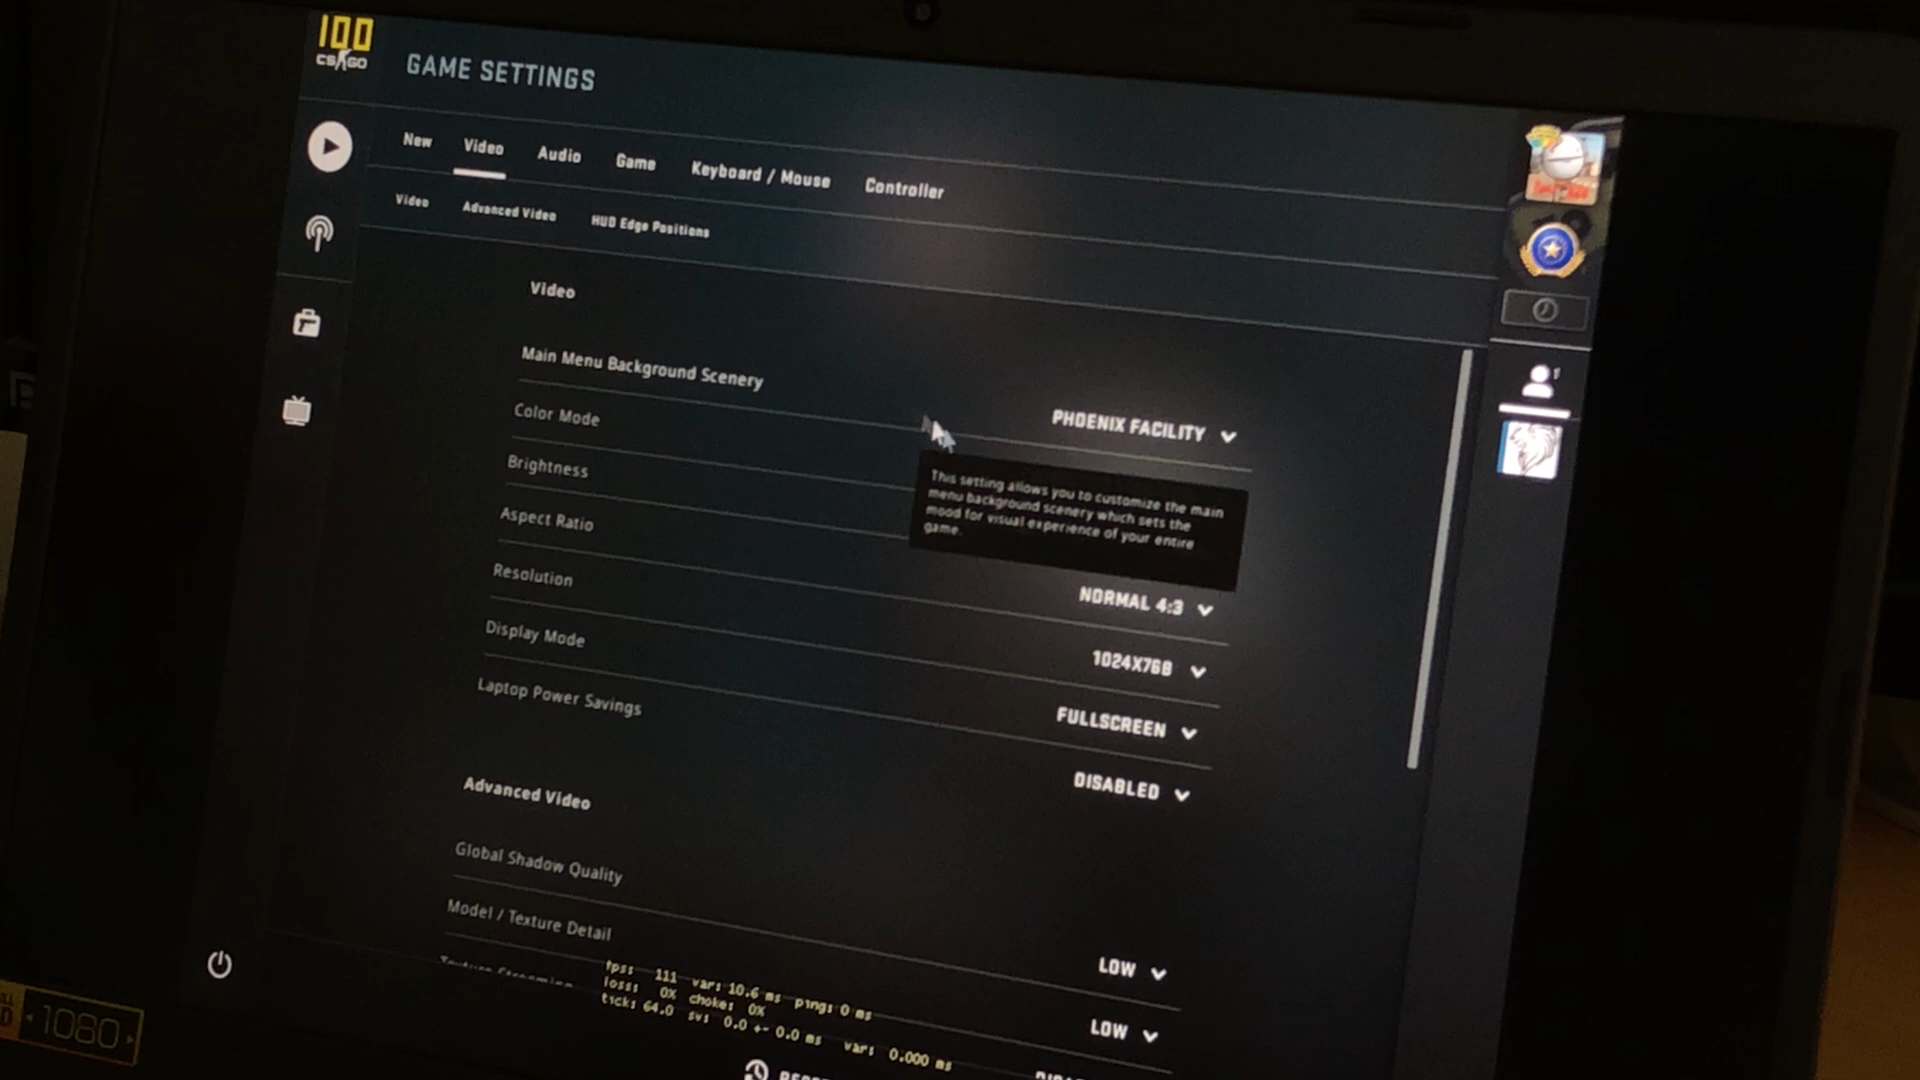 100
CS GO
GAME SETTINGS
New Video Audio Game Keyboard / Mouse Controller
Video Advanced Video HUD Edge Positions
Video
Main Menu Background Scenery
PHOENIX FACILITY
Color Mode
This setting allows you to customize the main
menu background scenery which sets the
mood for visual experience of your entire
game.
Brightness
Aspect Ratio
NORMAL 4:3
Resolution
1024X768
Display Mode
FULLSCREEN
Laptop Power Savings
DISABLED
Advanced Video
Global Shadow Quality
LOW
Model / Texture Detail
LOW
Texture Streaming
fps: 111 var: 10.6 ms ping: 0 ms
loss: 0% choke: 0%
tick: 64.0 sv: 0.0 +- 0.0 ms var: 0.000 ms
1
1080